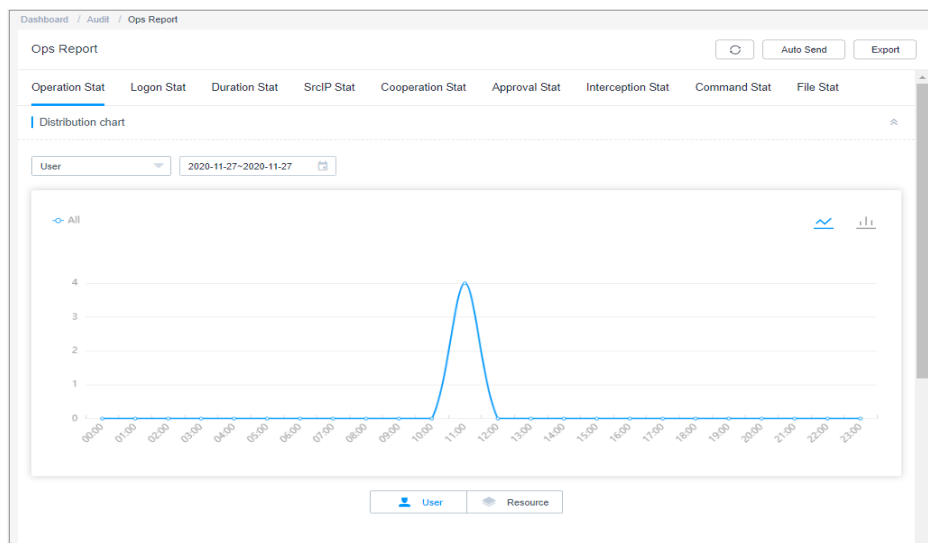 Dashboard / Audit / Ops Report
Ops Report
Auto Send
Export
Operation Stat Logon Stat Duration Stat SrcIP Stat Cooperation Stat Approval Stat Interception Stat Command Stat File Stat
Distribution chart
User
2020-11-27~2020-11-27
All
4
3
2
1
0
00:00 01:00 02:00 03:00 04:00 05:00 06:00 07:00 08:00 09:00 10:00 11:00 12:00 13:00 14:00 15:00 16:00 17:00 18:00 19:00 20:00 21:00 22:00 23:00
User Resource